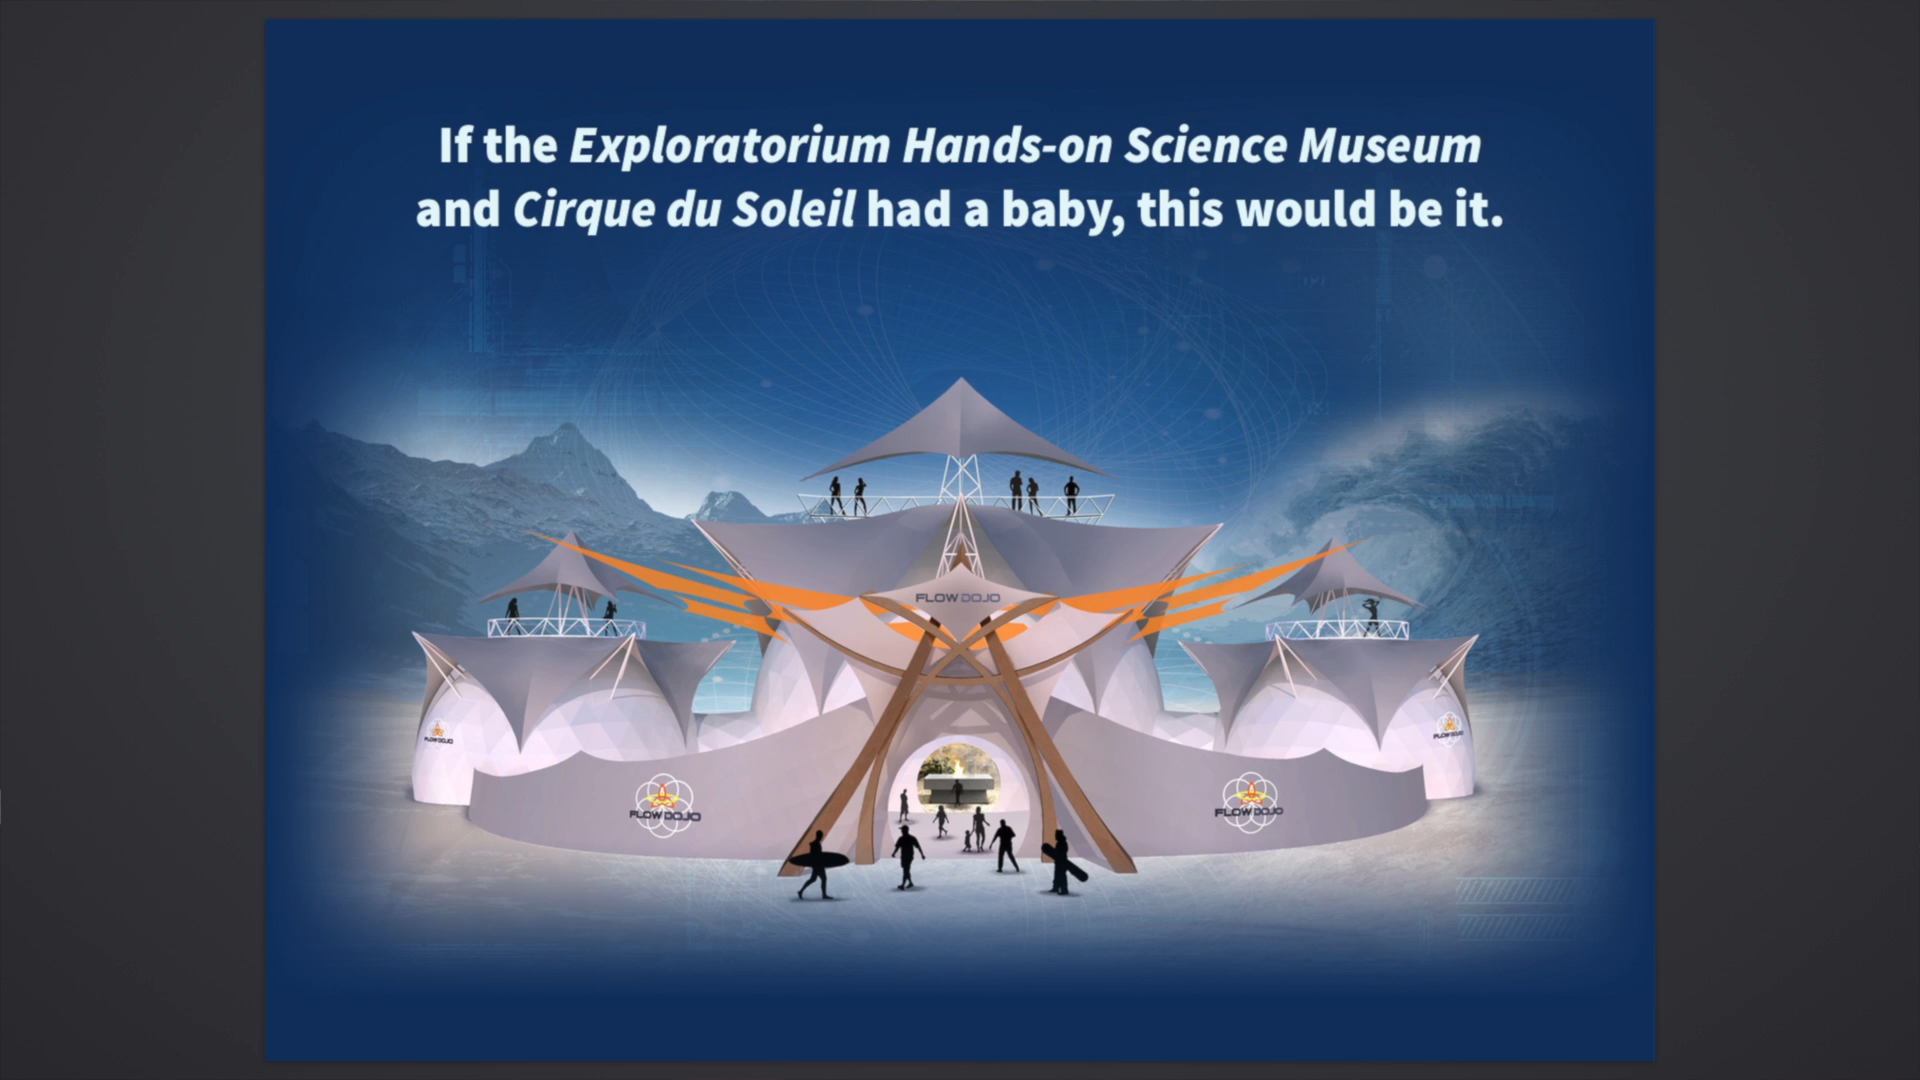 If the Exploratorium Hands-on Science Museum
and Cirque du Soleil had a baby, this would be it.
FLOW DOJO
FLOW DOJO
FLOW DOJO
FLOW DOJO
FLOW DOJO